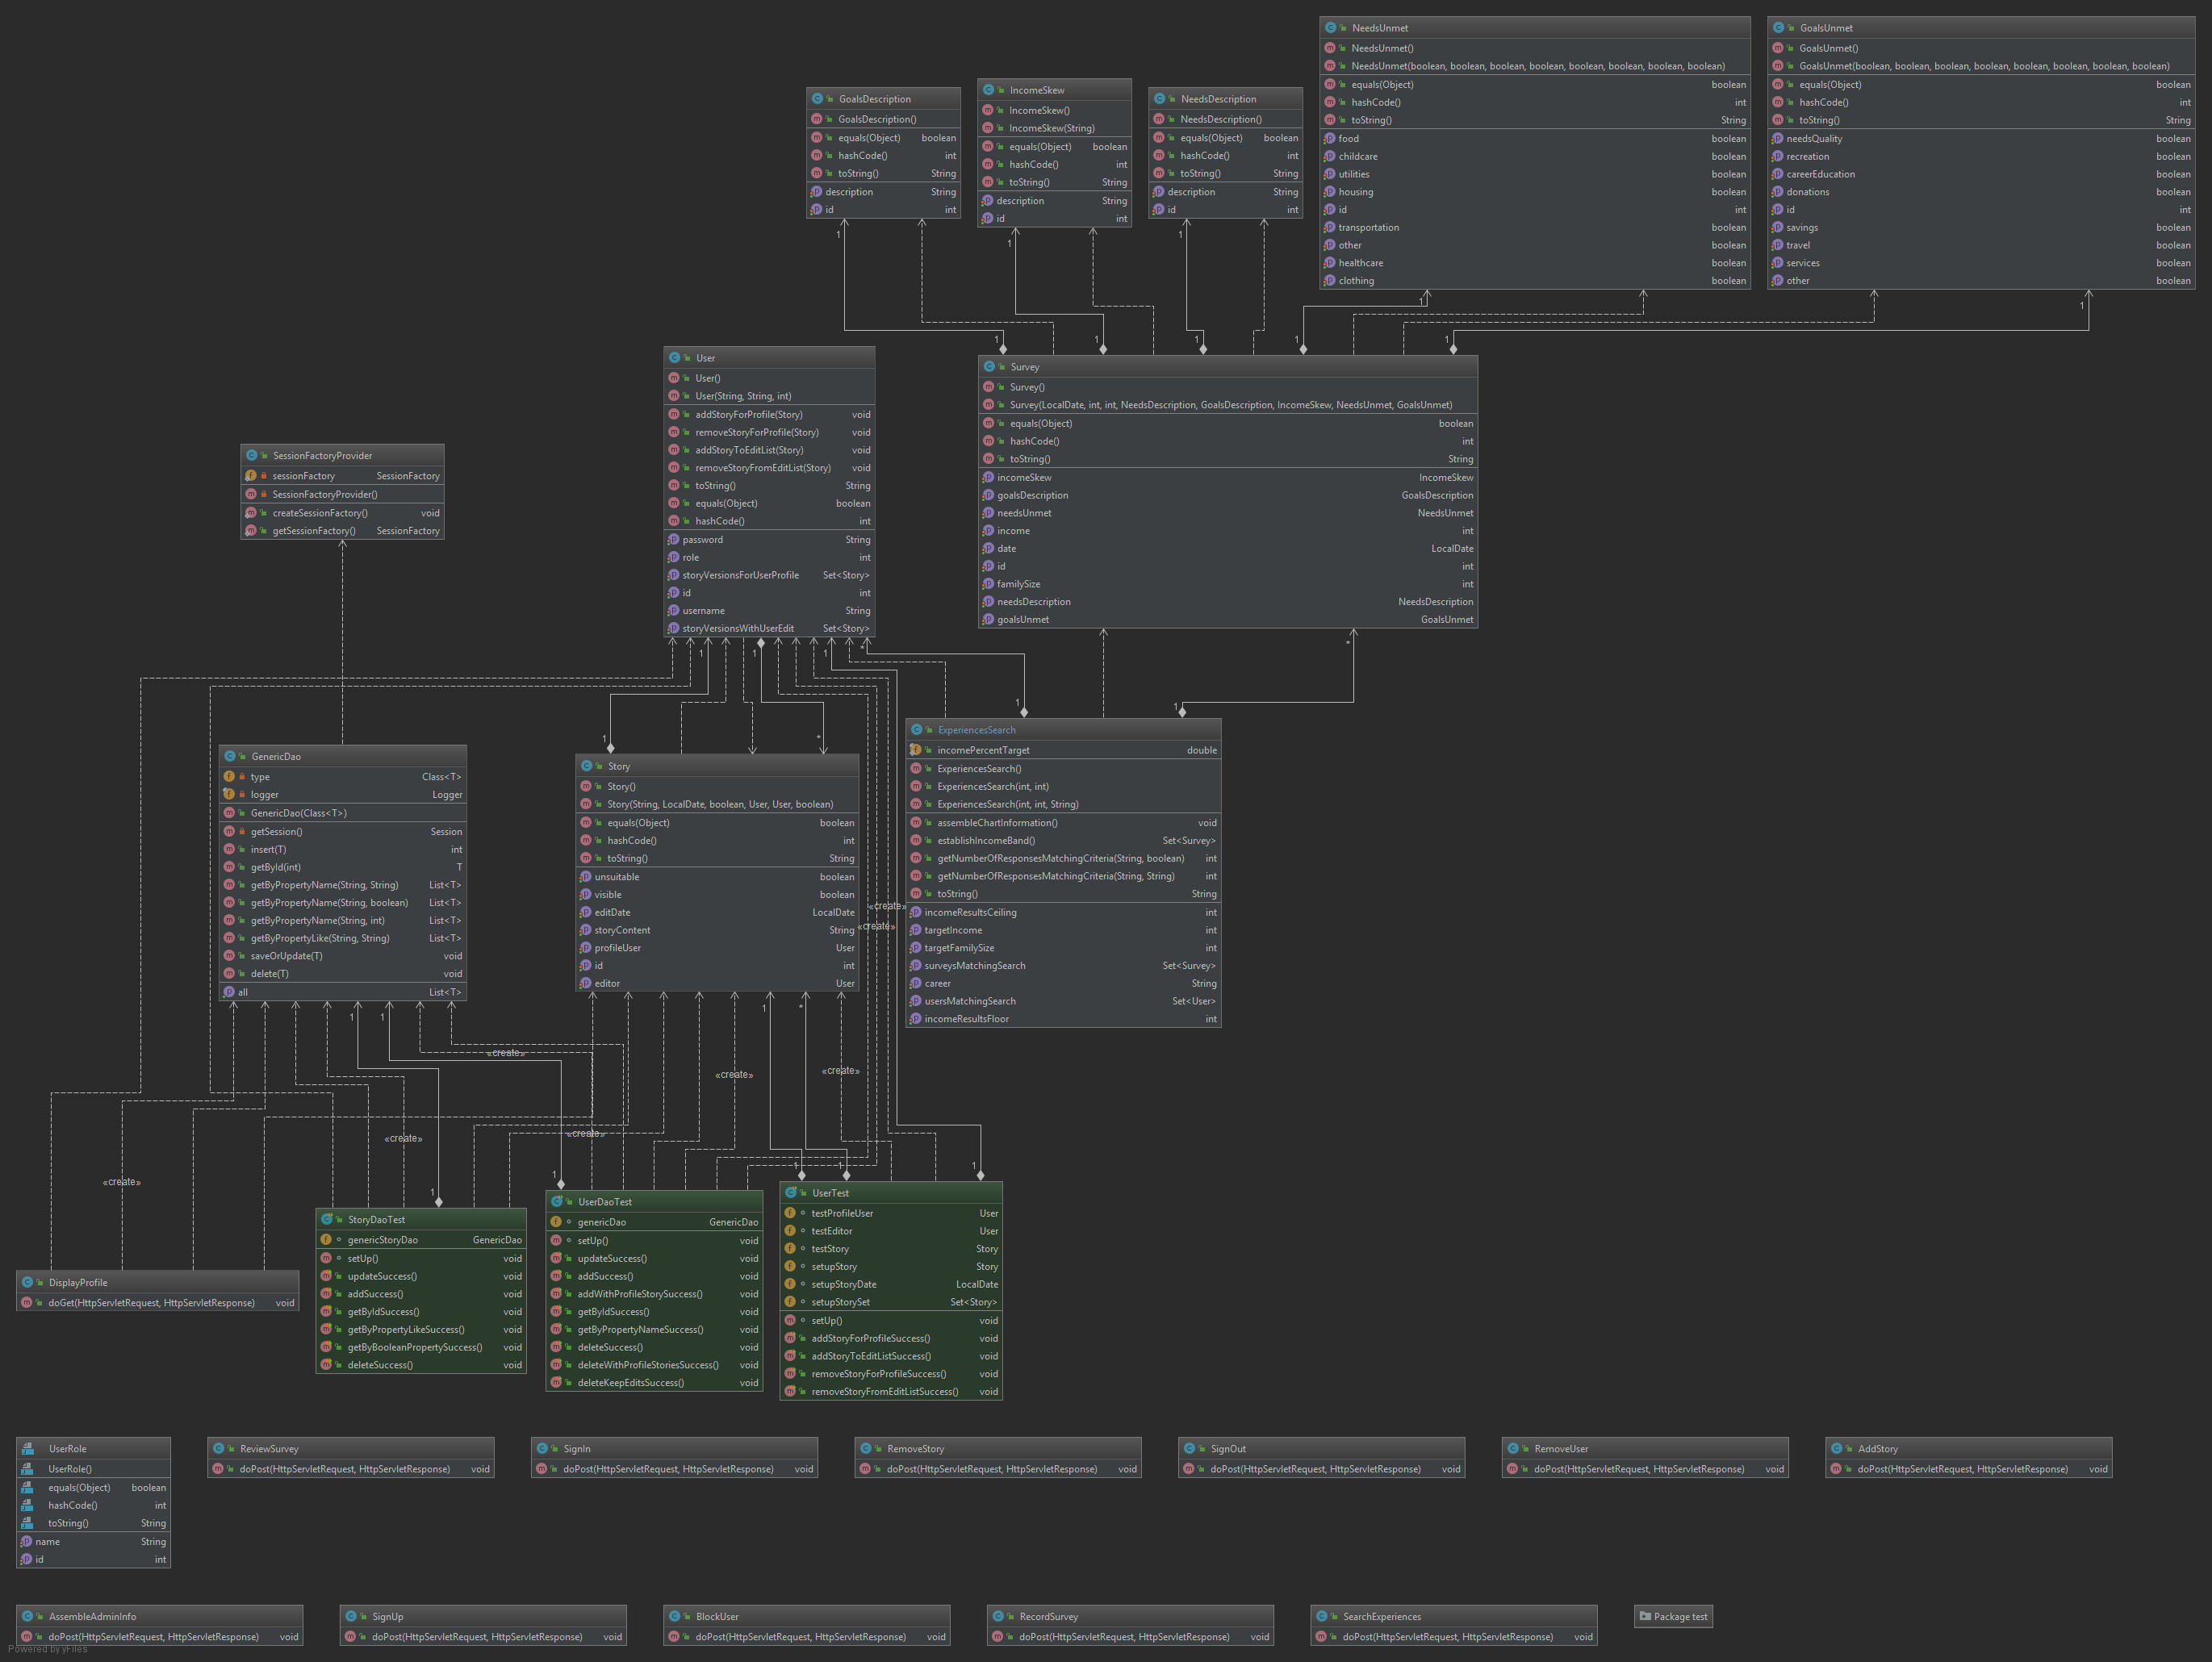 NeedsUnmet
NeedsUnmet()
NeedsUnmet(boolean, boolean, boolean, boolean, boolean, boolean, boolean, boolean)
equals(Object) boolean
hashCode() int
toString() String
food boolean
childcare boolean
utilities boolean
housing boolean
id int
transportation boolean
other boolean
healthcare boolean
clothing boolean
GoalsUnmet
GoalsUnmet()
GoalsUnmet(boolean, boolean, boolean, boolean, boolean, boolean, boolean, boolean)
equals(Object) boolean
hashCode() int
toString() String
needsQuality boolean
recreation boolean
careerEducation boolean
donations boolean
id int
savings boolean
travel boolean
services boolean
other boolean
GoalsDescription
GoalsDescription()
equals(Object) boolean
hashCode() int
toString() String
description String
id int
IncomeSkew
IncomeSkew()
IncomeSkew(String)
equals(Object) boolean
hashCode() int
toString() String
description String
id int
NeedsDescription
NeedsDescription()
equals(Object) boolean
hashCode() int
toString() String
description String
id int
1
1
1
1
1
1
1
1
1
1
User
User()
User(String, String, int)
addStoryForProfile(Story) void
removeStoryForProfile(Story) void
addStoryToEditList(Story) void
removeStoryFromEditList(Story) void
toString() String
equals(Object) boolean
hashCode() int
password String
role int
storyVersionsForUserProfile Set<Story>
id int
username String
storyVersionsWithUserEdit Set<Story>
Survey
Survey()
Survey(LocalDate, int, int, NeedsDescription, GoalsDescription, IncomeSkew, NeedsUnmet, GoalsUnmet)
equals(Object) boolean
hashCode() int
toString() String
incomeSkew IncomeSkew
goalsDescription GoalsDescription
needsUnmet NeedsUnmet
income int
date LocalDate
id int
familySize int
needsDescription NeedsDescription
goalsUnmet GoalsUnmet
SessionFactoryProvider
sessionFactory SessionFactory
SessionFactoryProvider()
createSessionFactory() void
getSessionFactory() SessionFactory
1
1
1
*
*
1
1
1
*
GenericDao
type Class<T>
logger Logger
GenericDao(Class<T>)
getSession() Session
insert(T) int
getById(int) T
getByPropertyName(String, String) List<T>
getByPropertyName(String, boolean) List<T>
getByPropertyName(String, int) List<T>
getByPropertyLike(String, String) List<T>
saveOrUpdate(T) void
delete(T) void
all List<T>
Story
Story()
Story(String, LocalDate, boolean, User, User, boolean)
equals(Object) boolean
hashCode() int
toString() String
unsuitable boolean
visible boolean
editDate LocalDate
storyContent String
profileUser User
id int
editor User
ExperiencesSearch
incomePercentTarget double
ExperiencesSearch()
ExperiencesSearch(int, int)
ExperiencesSearch(int, int, String)
assembleChartInformation() void
establishIncomeBand() Set<Survey>
getNumberOfResponsesMatchingCriteria(String, boolean) int
getNumberOfResponsesMatchingCriteria(String, String) int
toString() String
incomeResultsCeiling int
targetIncome int
targetFamilySize int
surveysMatchingSearch Set<Survey>
career String
usersMatchingSearch Set<User>
incomeResultsFloor int
«create»
«create»
1
1
1
*
«create»
«create»
«create»
«create»
«create»
«create»
1
1
1
1
1
StoryDaoTest
genericStoryDao GenericDao
setUp() void
updateSuccess() void
addSuccess() void
getByIdSuccess() void
getByPropertyLikeSuccess() void
getByBooleanPropertySuccess() void
deleteSuccess() void
UserDaoTest
genericDao GenericDao
setUp() void
updateSuccess() void
addSuccess() void
addWithProfileStorySuccess() void
getByIdSuccess() void
getByPropertyNameSuccess() void
deleteSuccess() void
deleteWithProfileStoriesSuccess() void
deleteKeepEditsSuccess() void
UserTest
testProfileUser User
testEditor User
testStory Story
setupStory Story
setupStoryDate LocalDate
setupStorySet Set<Story>
setUp() void
addStoryForProfileSuccess() void
addStoryToEditListSuccess() void
removeStoryForProfileSuccess() void
removeStoryFromEditListSuccess() void
DisplayProfile
doGet(HttpServletRequest, HttpServletResponse) void
UserRole
UserRole()
equals(Object) boolean
hashCode() int
toString() String
name String
id int
ReviewSurvey
doPost(HttpServletRequest, HttpServletResponse) void
SignIn
doPost(HttpServletRequest, HttpServletResponse) void
RemoveStory
doPost(HttpServletRequest, HttpServletResponse) void
SignOut
doPost(HttpServletRequest, HttpServletResponse) void
RemoveUser
doPost(HttpServletRequest, HttpServletResponse) void
AddStory
doPost(HttpServletRequest, HttpServletResponse) void
AssembleAdminInfo
doPost(HttpServletRequest, HttpServletResponse) void
SignUp
doPost(HttpServletRequest, HttpServletResponse) void
BlockUser
doPost(HttpServletRequest, HttpServletResponse) void
RecordSurvey
doPost(HttpServletRequest, HttpServletResponse) void
SearchExperiences
doPost(HttpServletRequest, HttpServletResponse) void
Package test
Powered by yFiles